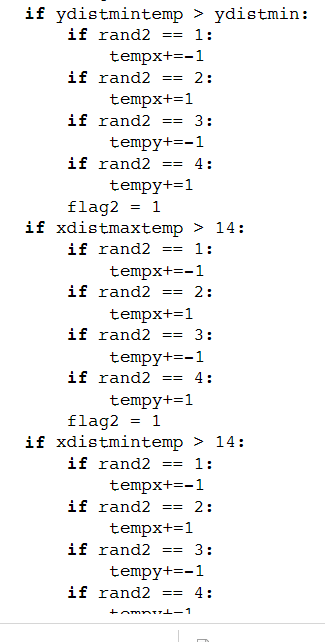 if ydistmintemp > ydistmin:
    if rand2 == 1:
        tempx+=-1
    if rand2 == 2:
        tempx+=1
    if rand2 == 3:
        tempy+=-1
    if rand2 == 4:
        tempy+=1
    flag2 = 1
if xdistmaxtemp > 14:
    if rand2 == 1:
        tempx+=-1
    if rand2 == 2:
        tempx+=1
    if rand2 == 3:
        tempy+=-1
    if rand2 == 4:
        tempy+=1
    flag2 = 1
if xdistmintemp > 14:
    if rand2 == 1:
        tempx+=-1
    if rand2 == 2:
        tempx+=1
    if rand2 == 3:
        tempy+=-1
    if rand2 == 4:
        tempy+=1